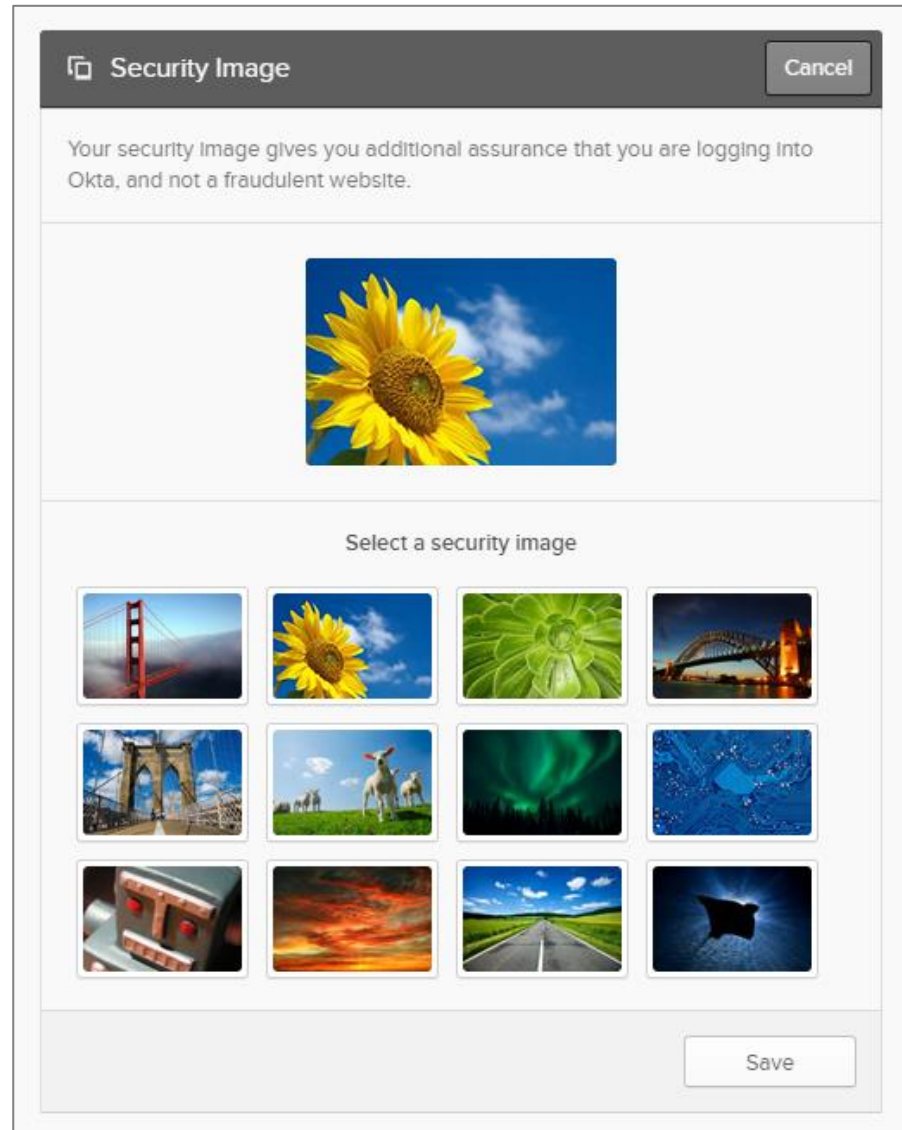 Security Image
Cancel
Your security image gives you additional assurance that you are logging into
Okta, and not a fraudulent website.
Select a security image
Save